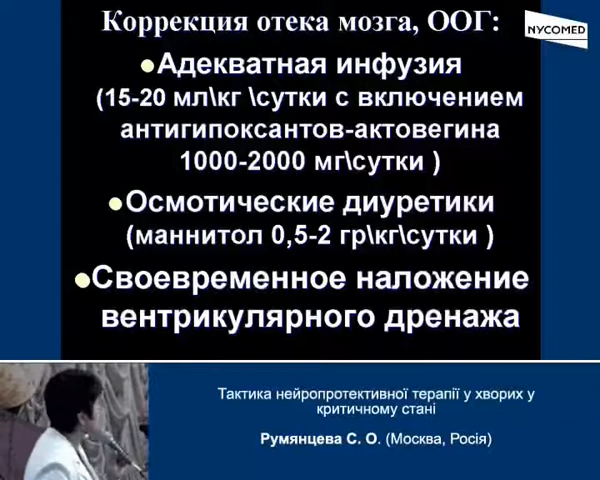 Коррекция отека мозга, ООГ:
NYCOMED
●Адекватная инфузия
(15-20 мл\кг \сутки с включением
антигипоксантов-актовегина
1000-2000 мг\сутки )
●Осмотические диуретики
(маннитол 0,5-2 гр\кг\сутки )
●Своевременное наложение
вентрикулярного дренажа
Тактика нейропротективної терапії у хворих у
критичному стані
Румянцева С. О. (Москва, Росія)